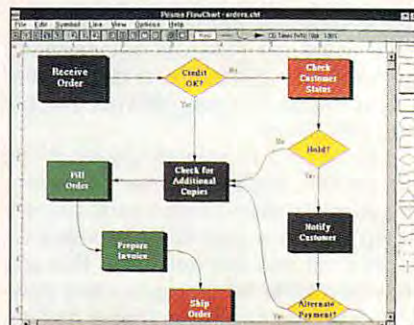 FlowChart - orders.cht
File Edit Symbol Line View Options Help
Receive
Order
Credit
OK?
No
Check
Customer
Status
Yes
No
Hold?
Fill
Order
Check for
Additional
Copies
Yes
Notify
Customer
Prepare
Invoice
Ship
Order
Alternate
Payment?